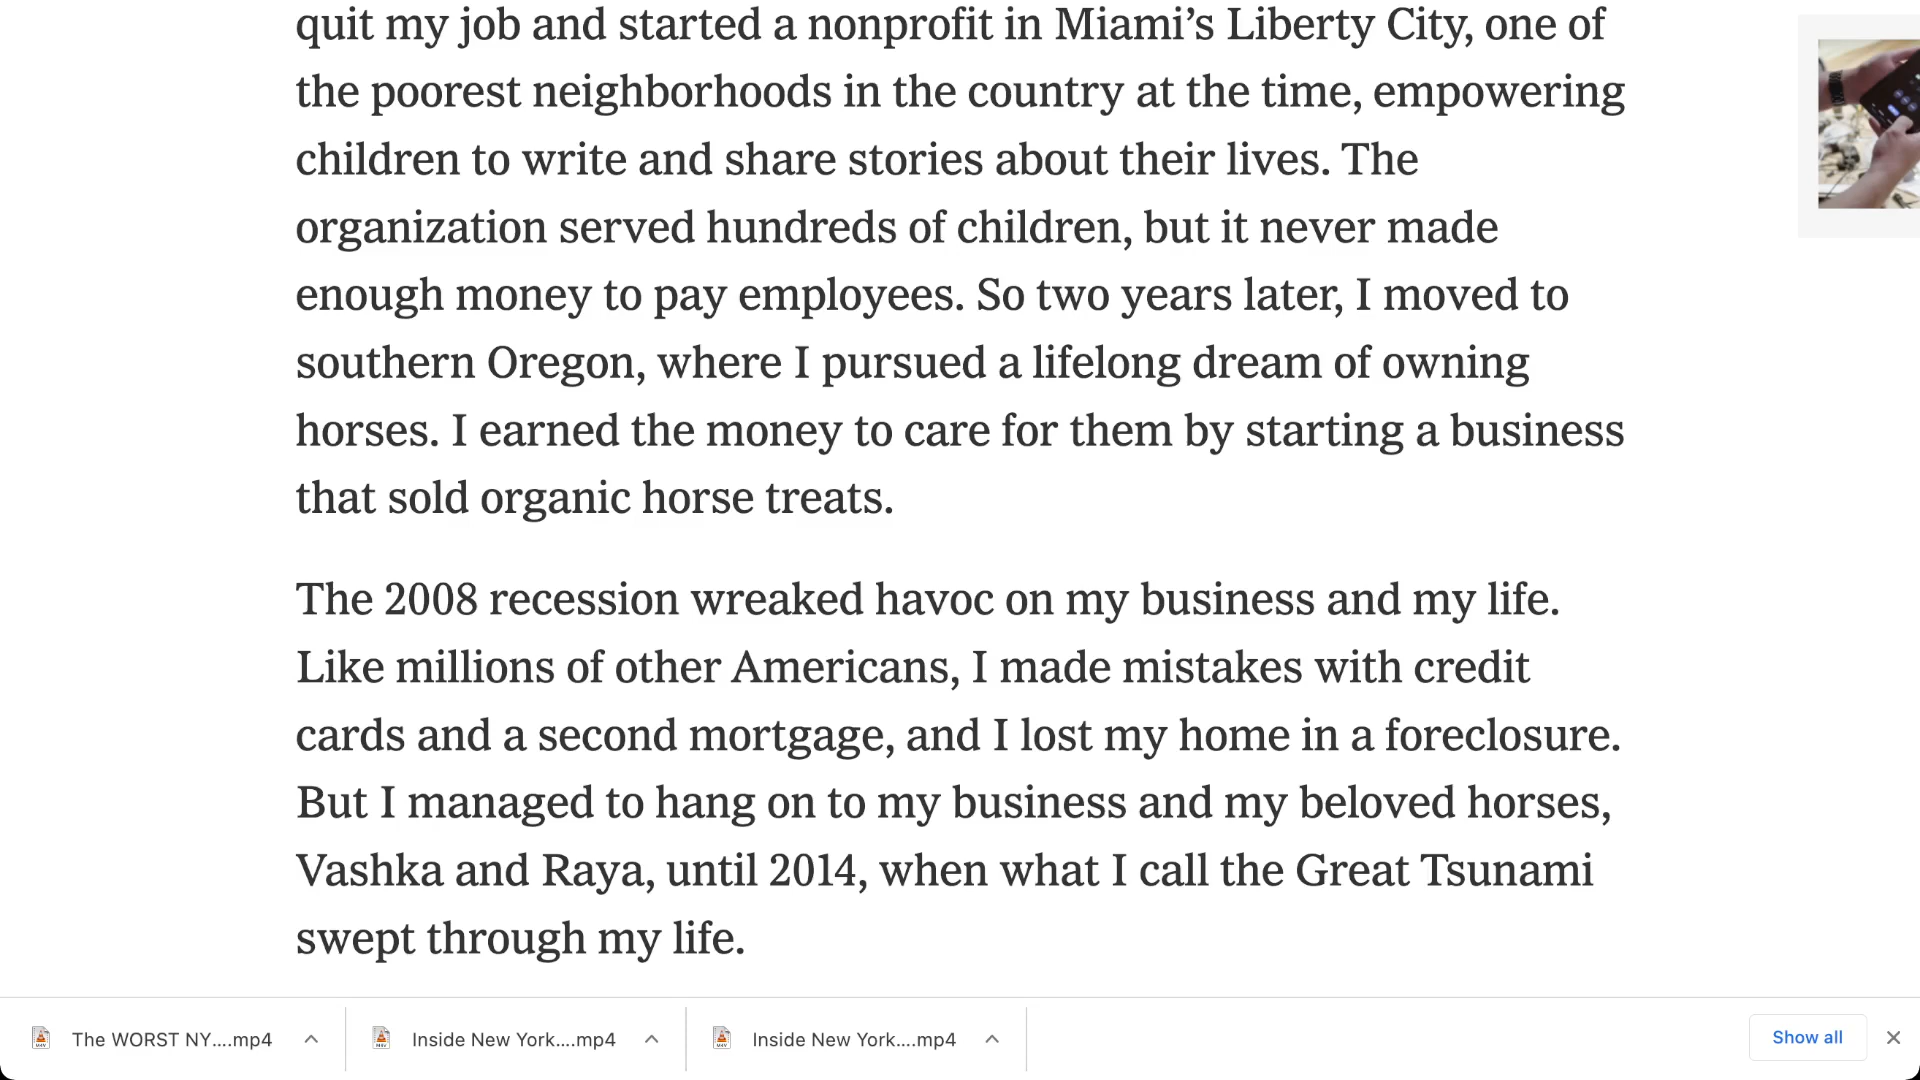 quit my job and started a nonprofit in Miami’s Liberty City, one of
the poorest neighborhoods in the country at the time, empowering
children to write and share stories about their lives. The
organization served hundreds of children, but it never made
enough money to pay employees. So two years later, I moved to
southern Oregon, where I pursued a lifelong dream of owning
horses. I earned the money to care for them by starting a business
that sold organic horse treats.
The 2008 recession wreaked havoc on my business and my life.
Like millions of other Americans, I made mistakes with credit
cards and a second mortgage, and I lost my home in a foreclosure.
But I managed to hang on to my business and my beloved horses,
Vashka and Raya, until 2014, when what I call the Great Tsunami
swept through my life.
The WORST NY....mp4
Inside New York....mp4
Inside New York....mp4
Show all